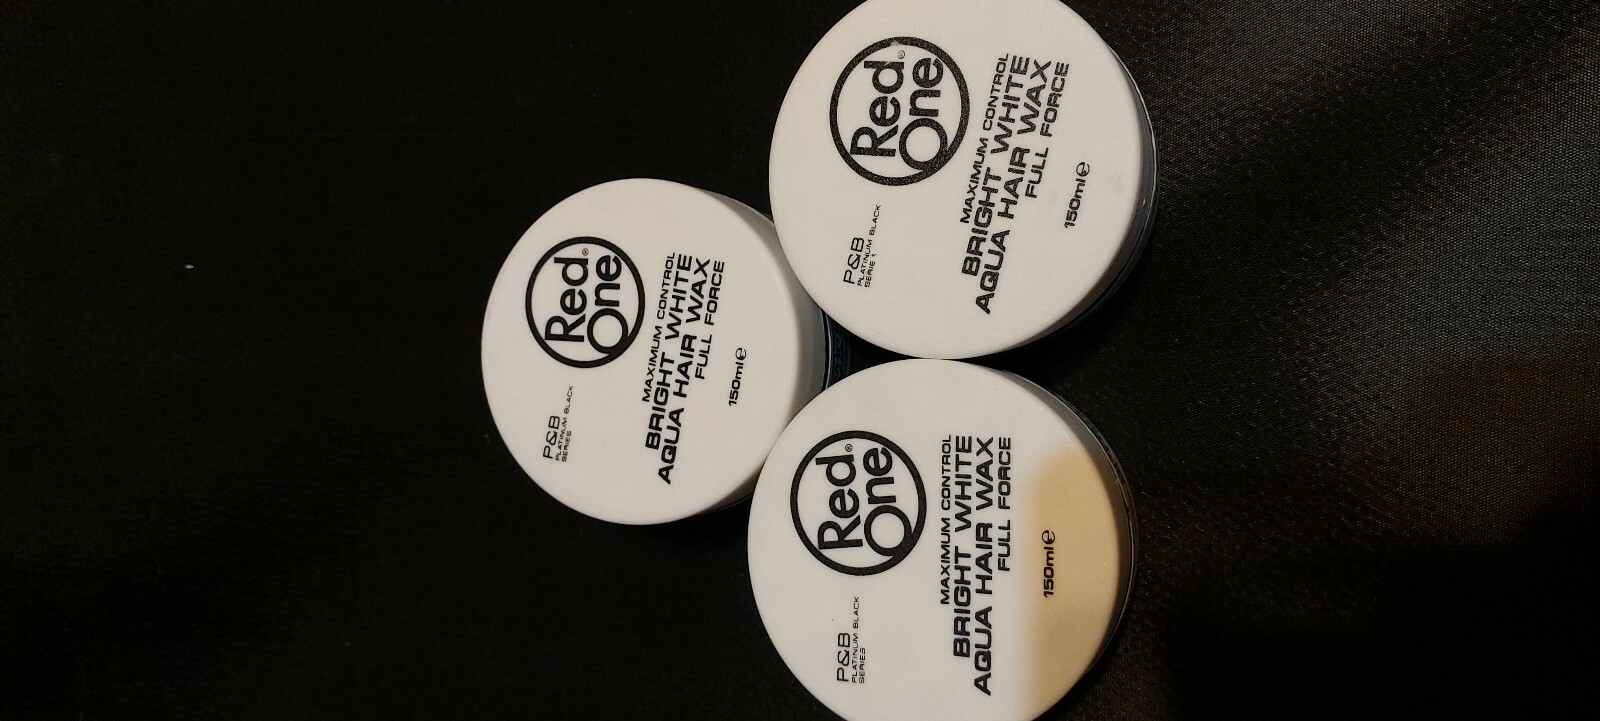 Red®
One
MAXIMUM CONTROL
BRIGHT WHITE
AQUA HAIR WAX
FULL FORCE
150ml ℮
P&B
PLATINUM BLACK
SERIES
Red®
One
MAXIMUM CONTROL
BRIGHT WHITE
AQUA HAIR WAX
FULL FORCE
150ml ℮
P&B
PLATINUM BLACK
Red®
One
MAXIMUM CONTROL
BRIGHT WHITE
AQUA HAIR WAX
FULL FORCE
150ml ℮
P&B
PLATINUM BLACK
SERIES